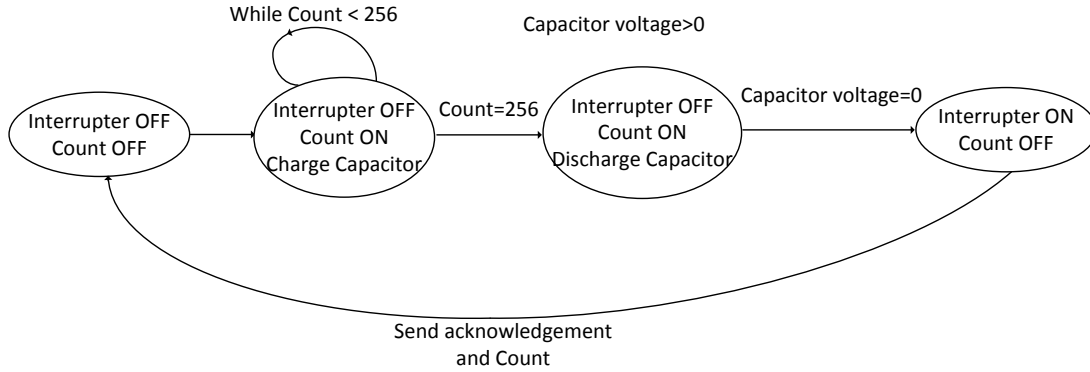 While Count < 256
Capacitor voltage>0
Interrupter OFF
Count OFF
Interrupter OFF
Count ON
Charge Capacitor
Count=256
Interrupter OFF
Count ON
Discharge Capacitor
Capacitor voltage=0
Interrupter ON
Count OFF
Send acknowledgement
and Count